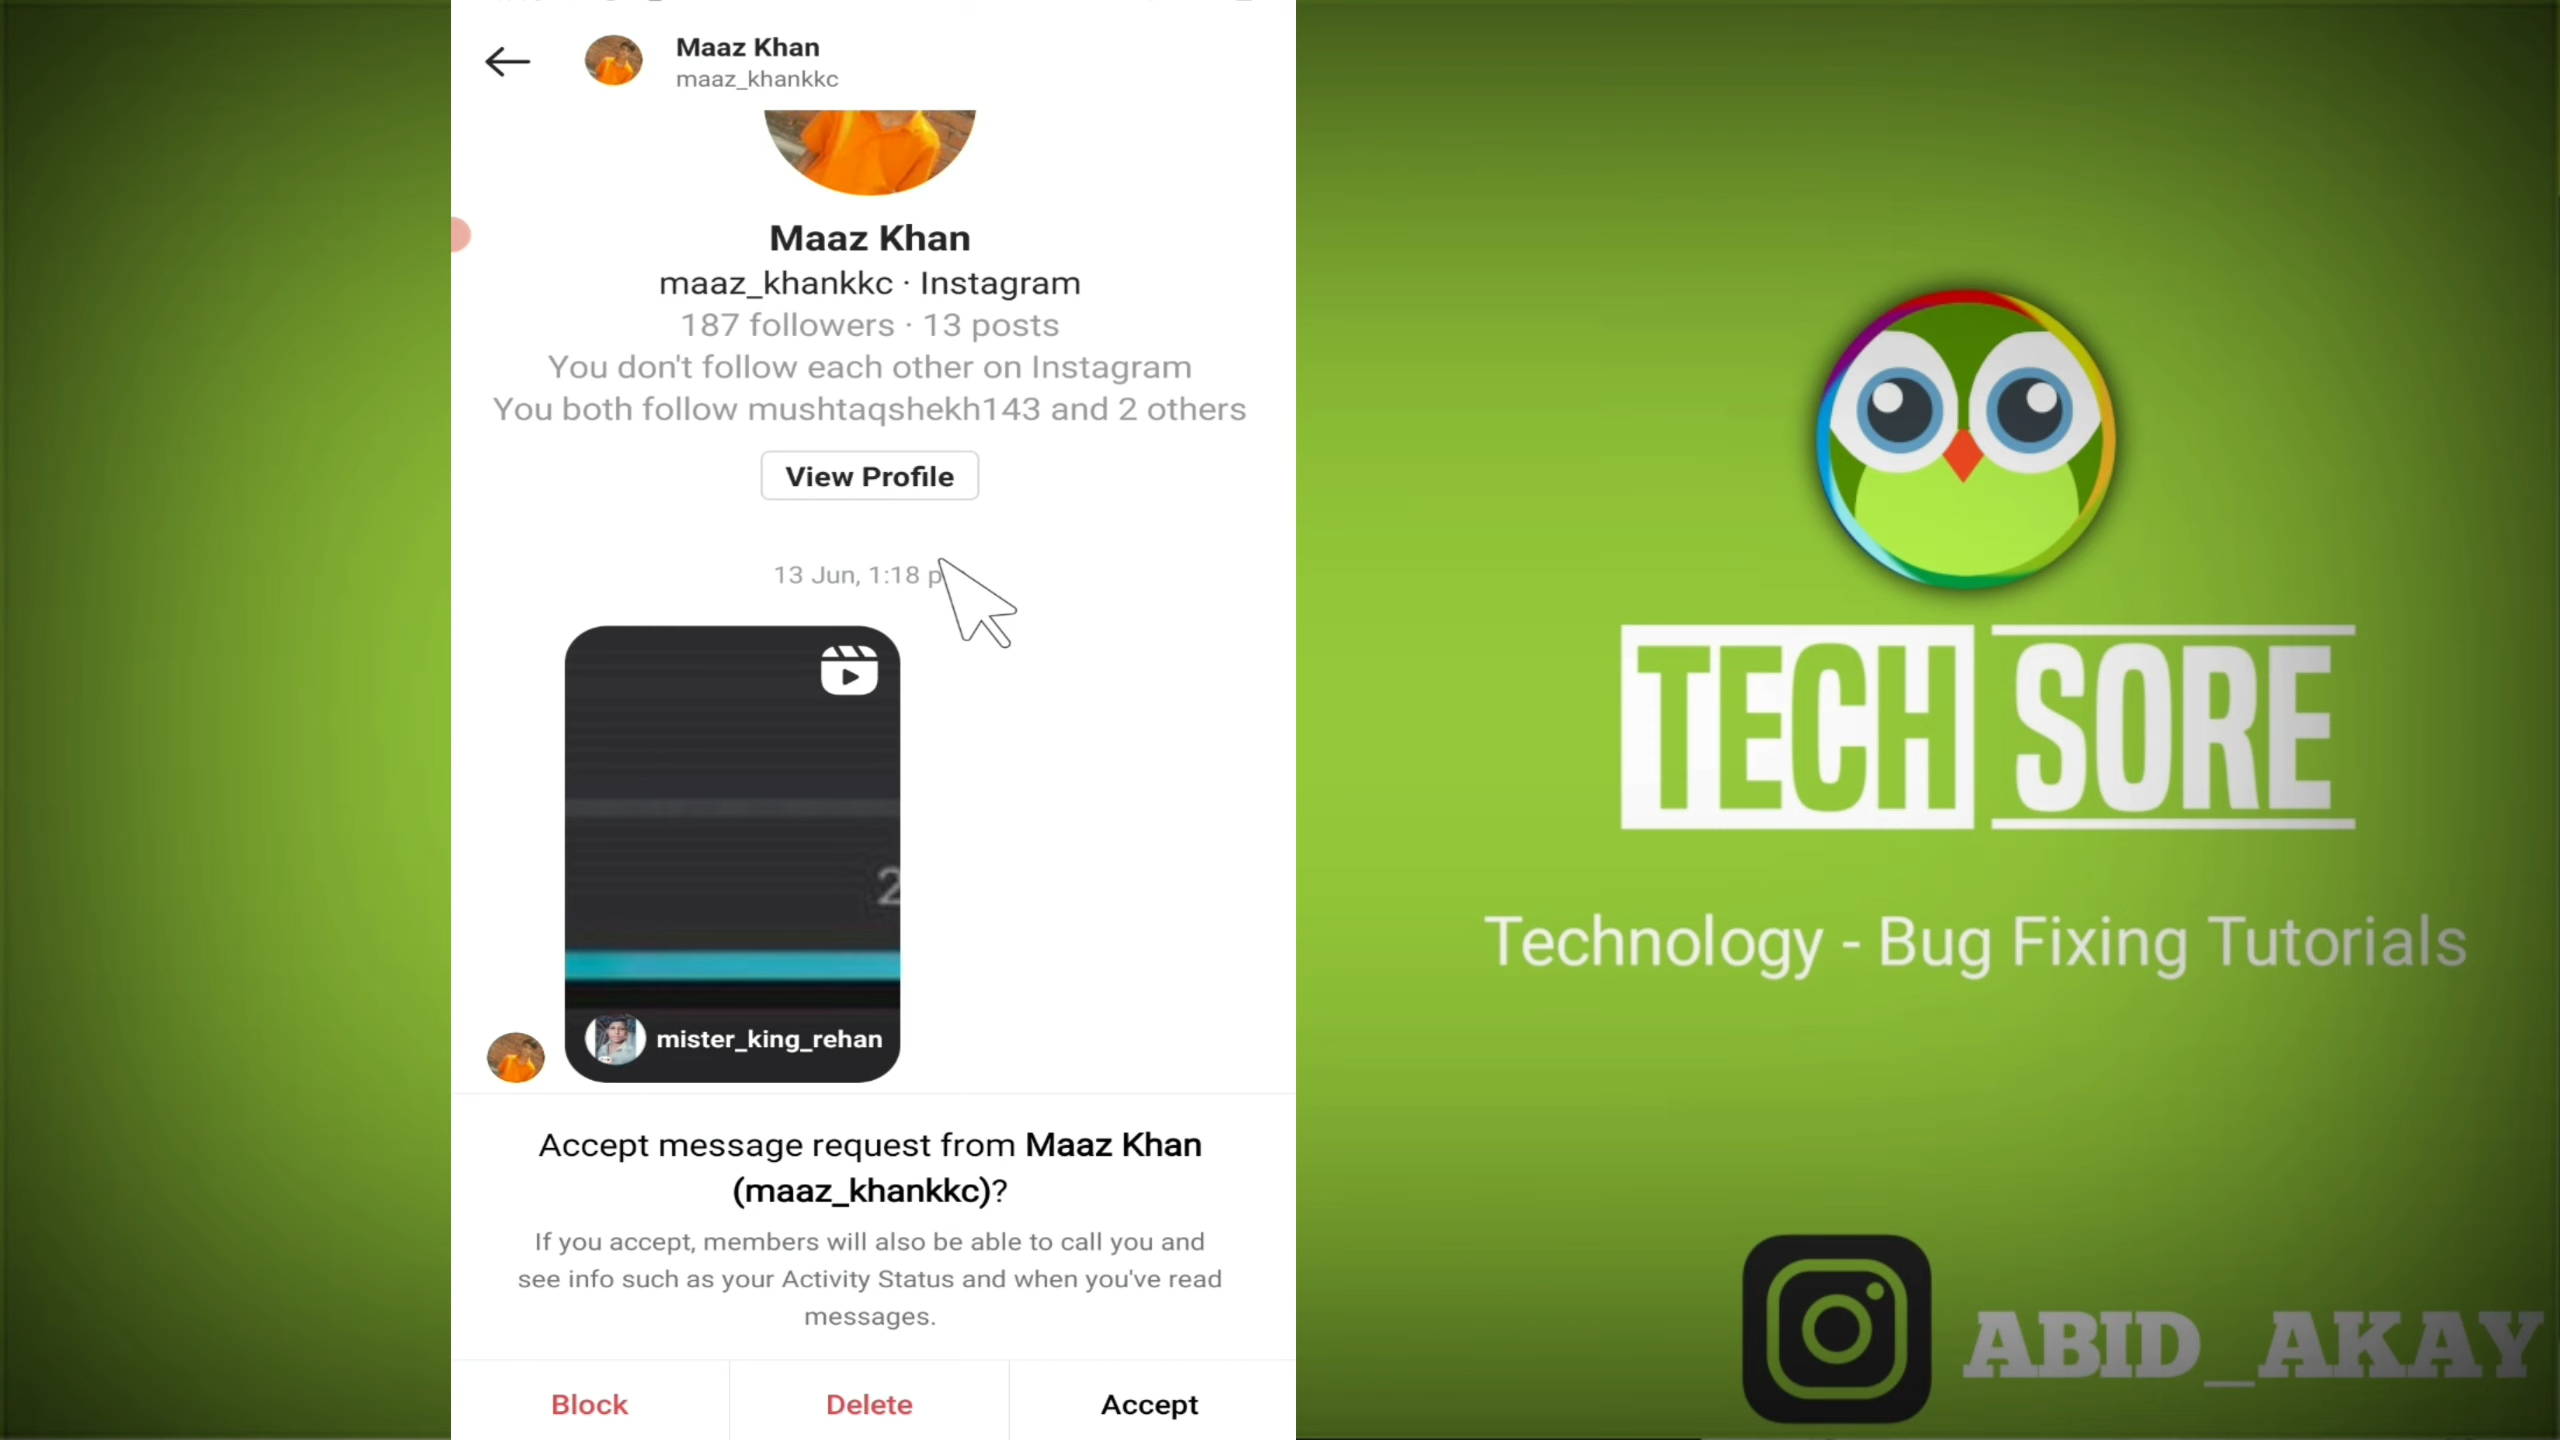 Maaz Khan
maaz_khankkc
Maaz Khan
maaz_khankkc · Instagram
187 followers · 13 posts
You don't follow each other on Instagram
You both follow mushtaqshekh143 and 2 others
View Profile
13 Jun, 1:18 p
2
mister_king_rehan
Accept message request from Maaz Khan
(maaz_khankkc)?
If you accept, members will also be able to call you and
see info such as your Activity Status and when you've read
messages.
Block Delete Accept
TECH SORE
Technology - Bug Fixing Tutorials
ABID_AKAY